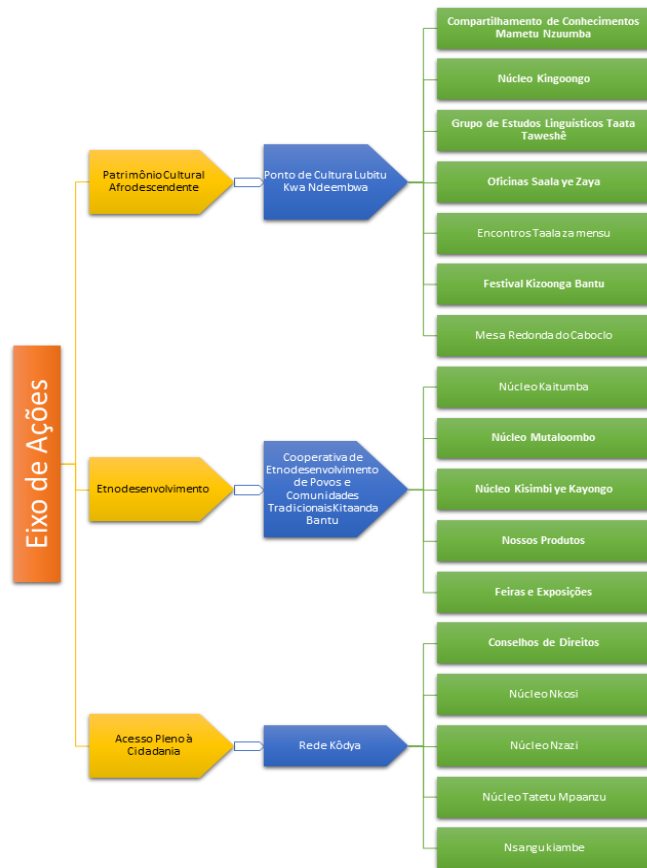 Eixo de Ações
Patrimônio Cultural
Afrodescendente
Ponto de Cultura Lubitu
Kwa Ndeembwa
Compartilhamento de Conhecimentos
Mametu Nzuumba
Núcleo Kingoongo
Grupo de Estudos Linguísticos Taata
Taweshê
Oficinas Saala ye Zaya
Encontros Taala za mensu
Festival Kizoonga Bantu
Mesa Redonda do Caboclo
Etnodesenvolvimento
Cooperativa de
Etnodesenvolvimento
de Povos e
Comunidades
Tradicionais Kitaanda
Bantu
Núcleo Kaitumba
Núcleo Mutaloombo
Núcleo Kisimbi ye Kayongo
Nossos Produtos
Feiras e Exposições
Acesso Pleno à
Cidadania
Rede Kôdya
Conselhos de Direitos
Núcleo Nkosi
Núcleo Nzazi
Núcleo Tatetu Mpaanzu
Nsangu kiambe